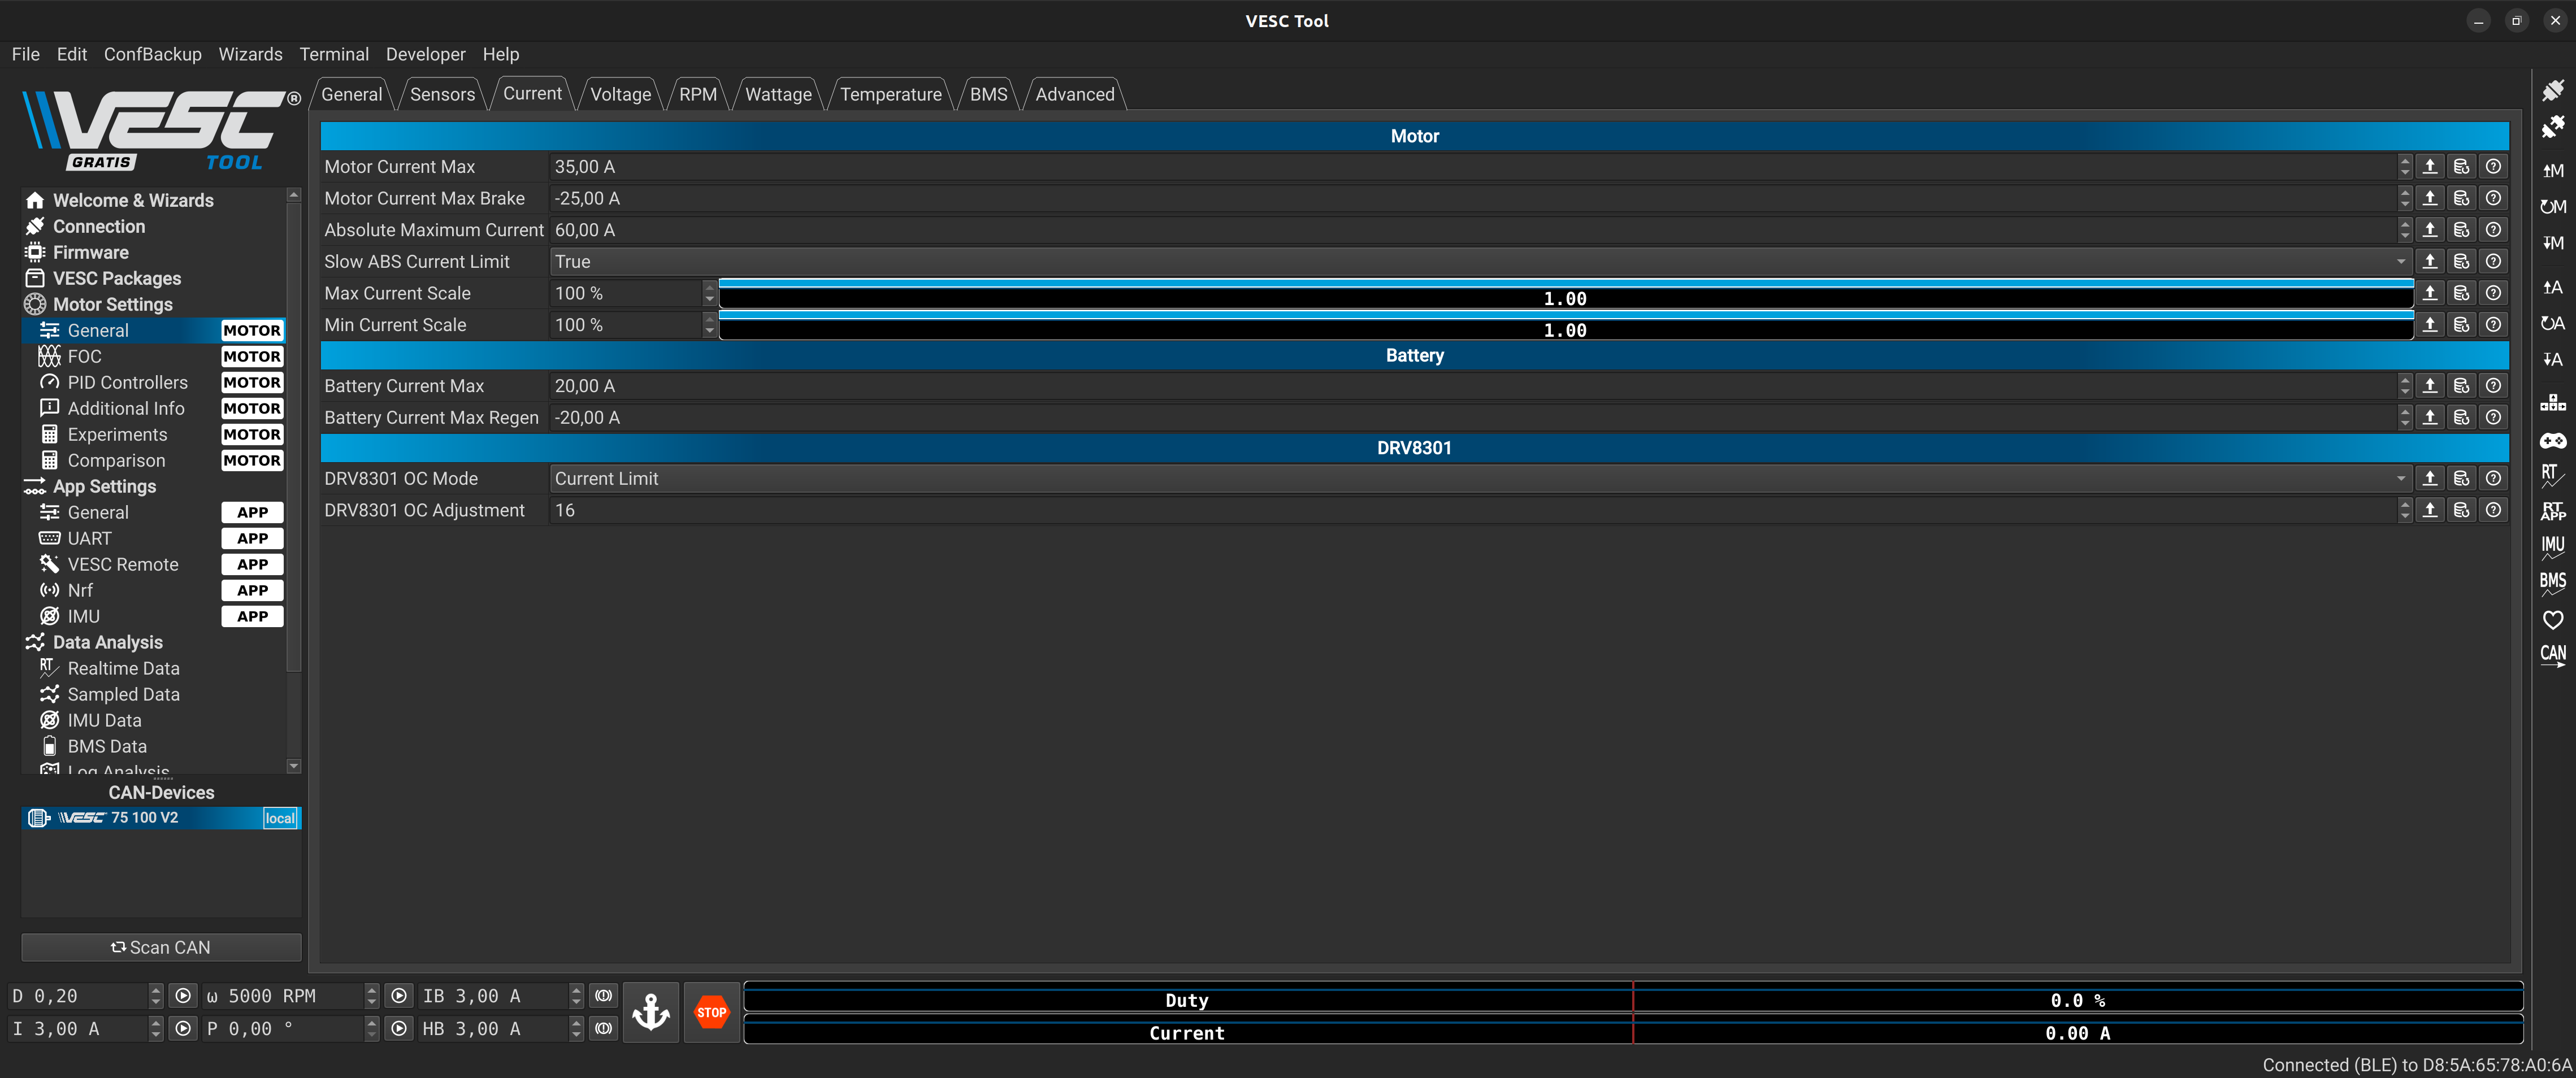 VESC Tool
File Edit ConfBackup Wizards Terminal Developer Help
VESC®
GRATIS TOOL
General Sensors Current Voltage RPM Wattage Temperature BMS Advanced
Welcome & Wizards
Connection
Firmware
VESC Packages
Motor Settings
General MOTOR
FOC MOTOR
PID Controllers MOTOR
Additional Info MOTOR
Experiments MOTOR
Comparison MOTOR
App Settings
General APP
UART APP
VESC Remote APP
Nrf APP
IMU APP
Data Analysis
RT Realtime Data
Sampled Data
IMU Data
BMS Data
Log Analysis
CAN-Devices
VESC 75 100 V2 local
Scan CAN
Motor
Motor Current Max 35,00 A
Motor Current Max Brake -25,00 A
Absolute Maximum Current 60,00 A
Slow ABS Current Limit True
Max Current Scale 100 % 1.00
Min Current Scale 100 % 1.00
Battery
Battery Current Max 20,00 A
Battery Current Max Regen -20,00 A
DRV8301
DRV8301 OC Mode Current Limit
DRV8301 OC Adjustment 16
M
M
M
A
A
A
RT
RT APP
IMU
BMS
CAN
D 0,20 ω 5000 RPM IB 3,00 A
I 3,00 A P 0,00 ° HB 3,00 A
STOP
Duty 0.0 %
Current 0.00 A
Connected (BLE) to D8:5A:65:78:A0:6A